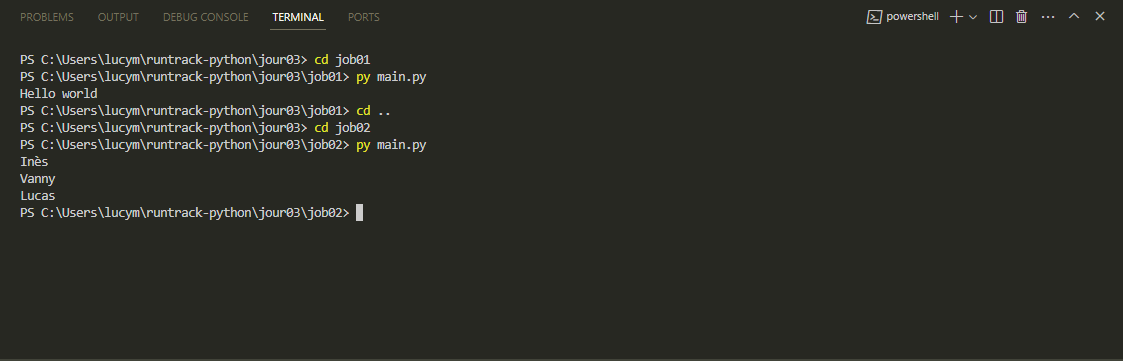 PROBLEMS OUTPUT DEBUG CONSOLE TERMINAL PORTS powershell
PS C:\Users\lucym\runtrack-python\jour03> cd job01
PS C:\Users\lucym\runtrack-python\jour03\job01> py main.py
Hello world
PS C:\Users\lucym\runtrack-python\jour03\job01> cd ..
PS C:\Users\lucym\runtrack-python\jour03> cd job02
PS C:\Users\lucym\runtrack-python\jour03\job02> py main.py
Inès
Vanny
Lucas
PS C:\Users\lucym\runtrack-python\jour03\job02>